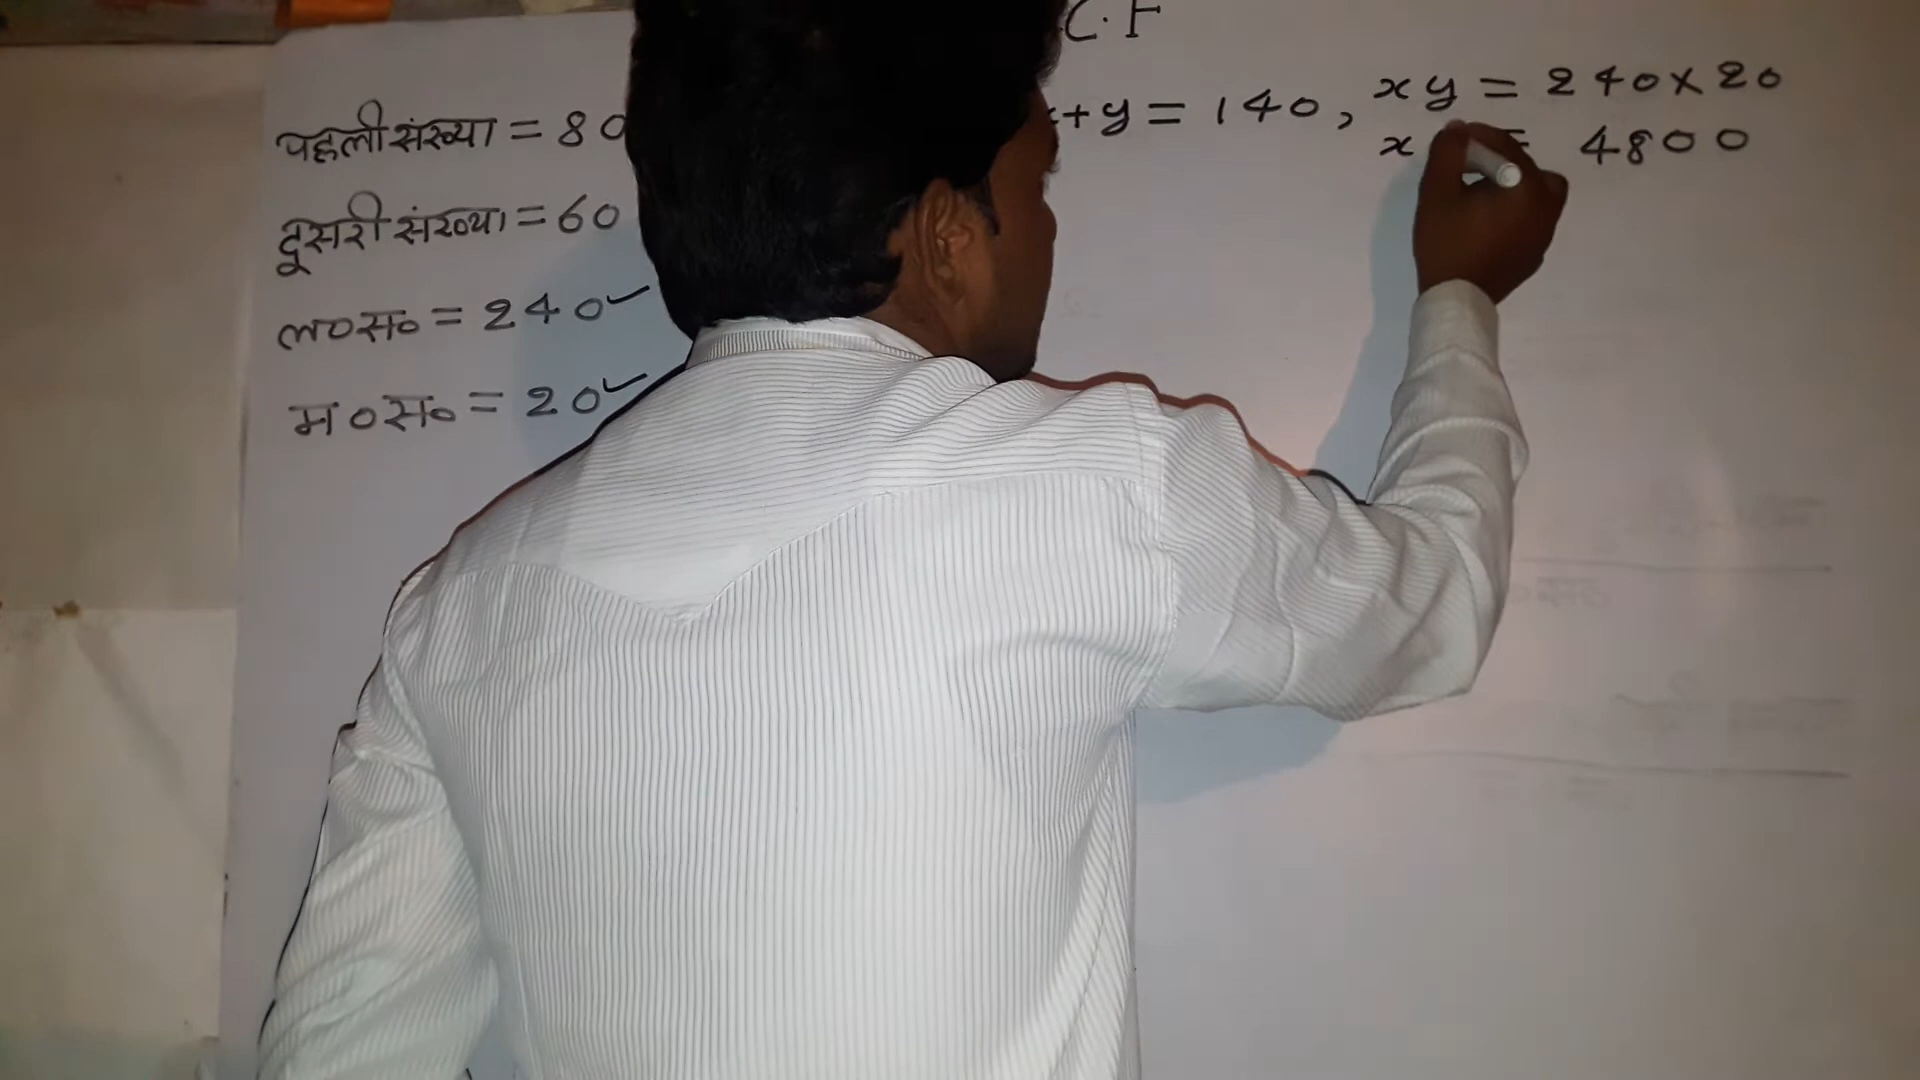 C.F
पहली संख्या = 80
दूसरी संख्या = 60
ल०स० = 240✓
म०स० = 20✓
+y = 140,
xy = 240×20
x = 4800